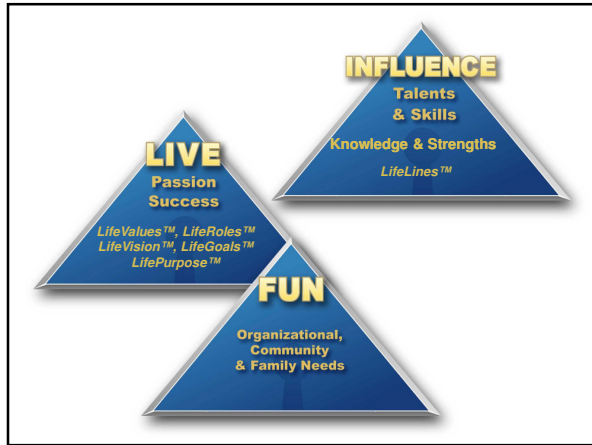 INFLUENCE
Talents
& Skills
Knowledge & Strengths
LifeLines™
LIVE
Passion
Success
LifeValues™, LifeRoles™
LifeVision™, LifeGoals™
LifePurpose™
FUN
Organizational,
Community
& Family Needs